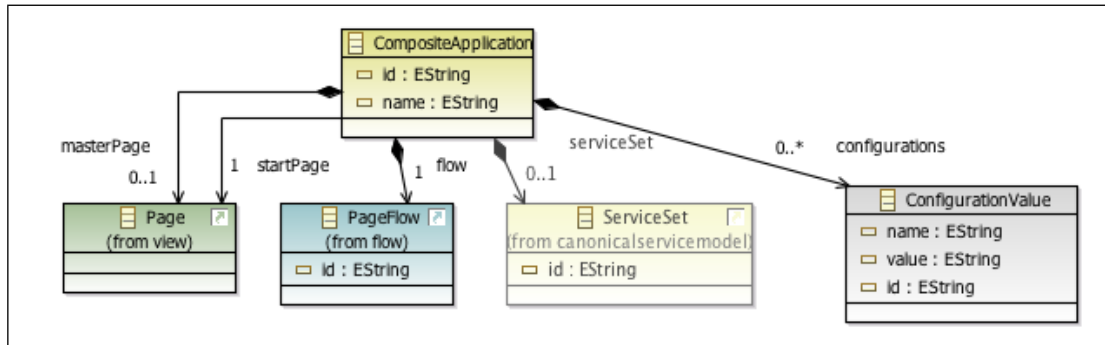 CompositeApplication
id : EString
name : EString
masterPage
0..1
1 startPage
1 flow
serviceSet
0..1
0..* configurations
Page
(from view)
PageFlow
(from flow)
id : EString
ServiceSet
(from canonicalservicemodel)
id : EString
ConfigurationValue
name : EString
value : EString
id : EString